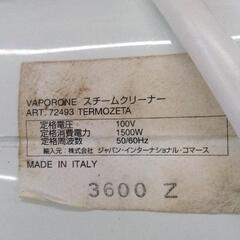 VAPORONE スチームクリーナー
ART. 72493 TERMOZETA
定格電圧 : 100V
定格消費電力 : 1500W
定格周波数 : 50/60Hz
輸入元 : 株式会社 ジャパン・インターナショナル・コマース
MADE IN ITALY
3600 Z